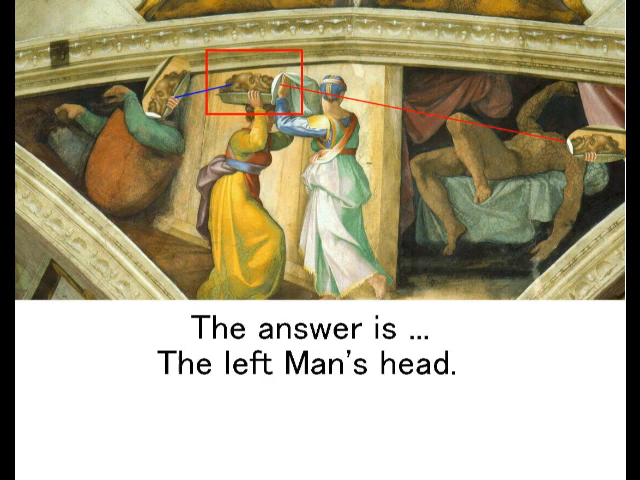 The answer is ...
The left Man's head.